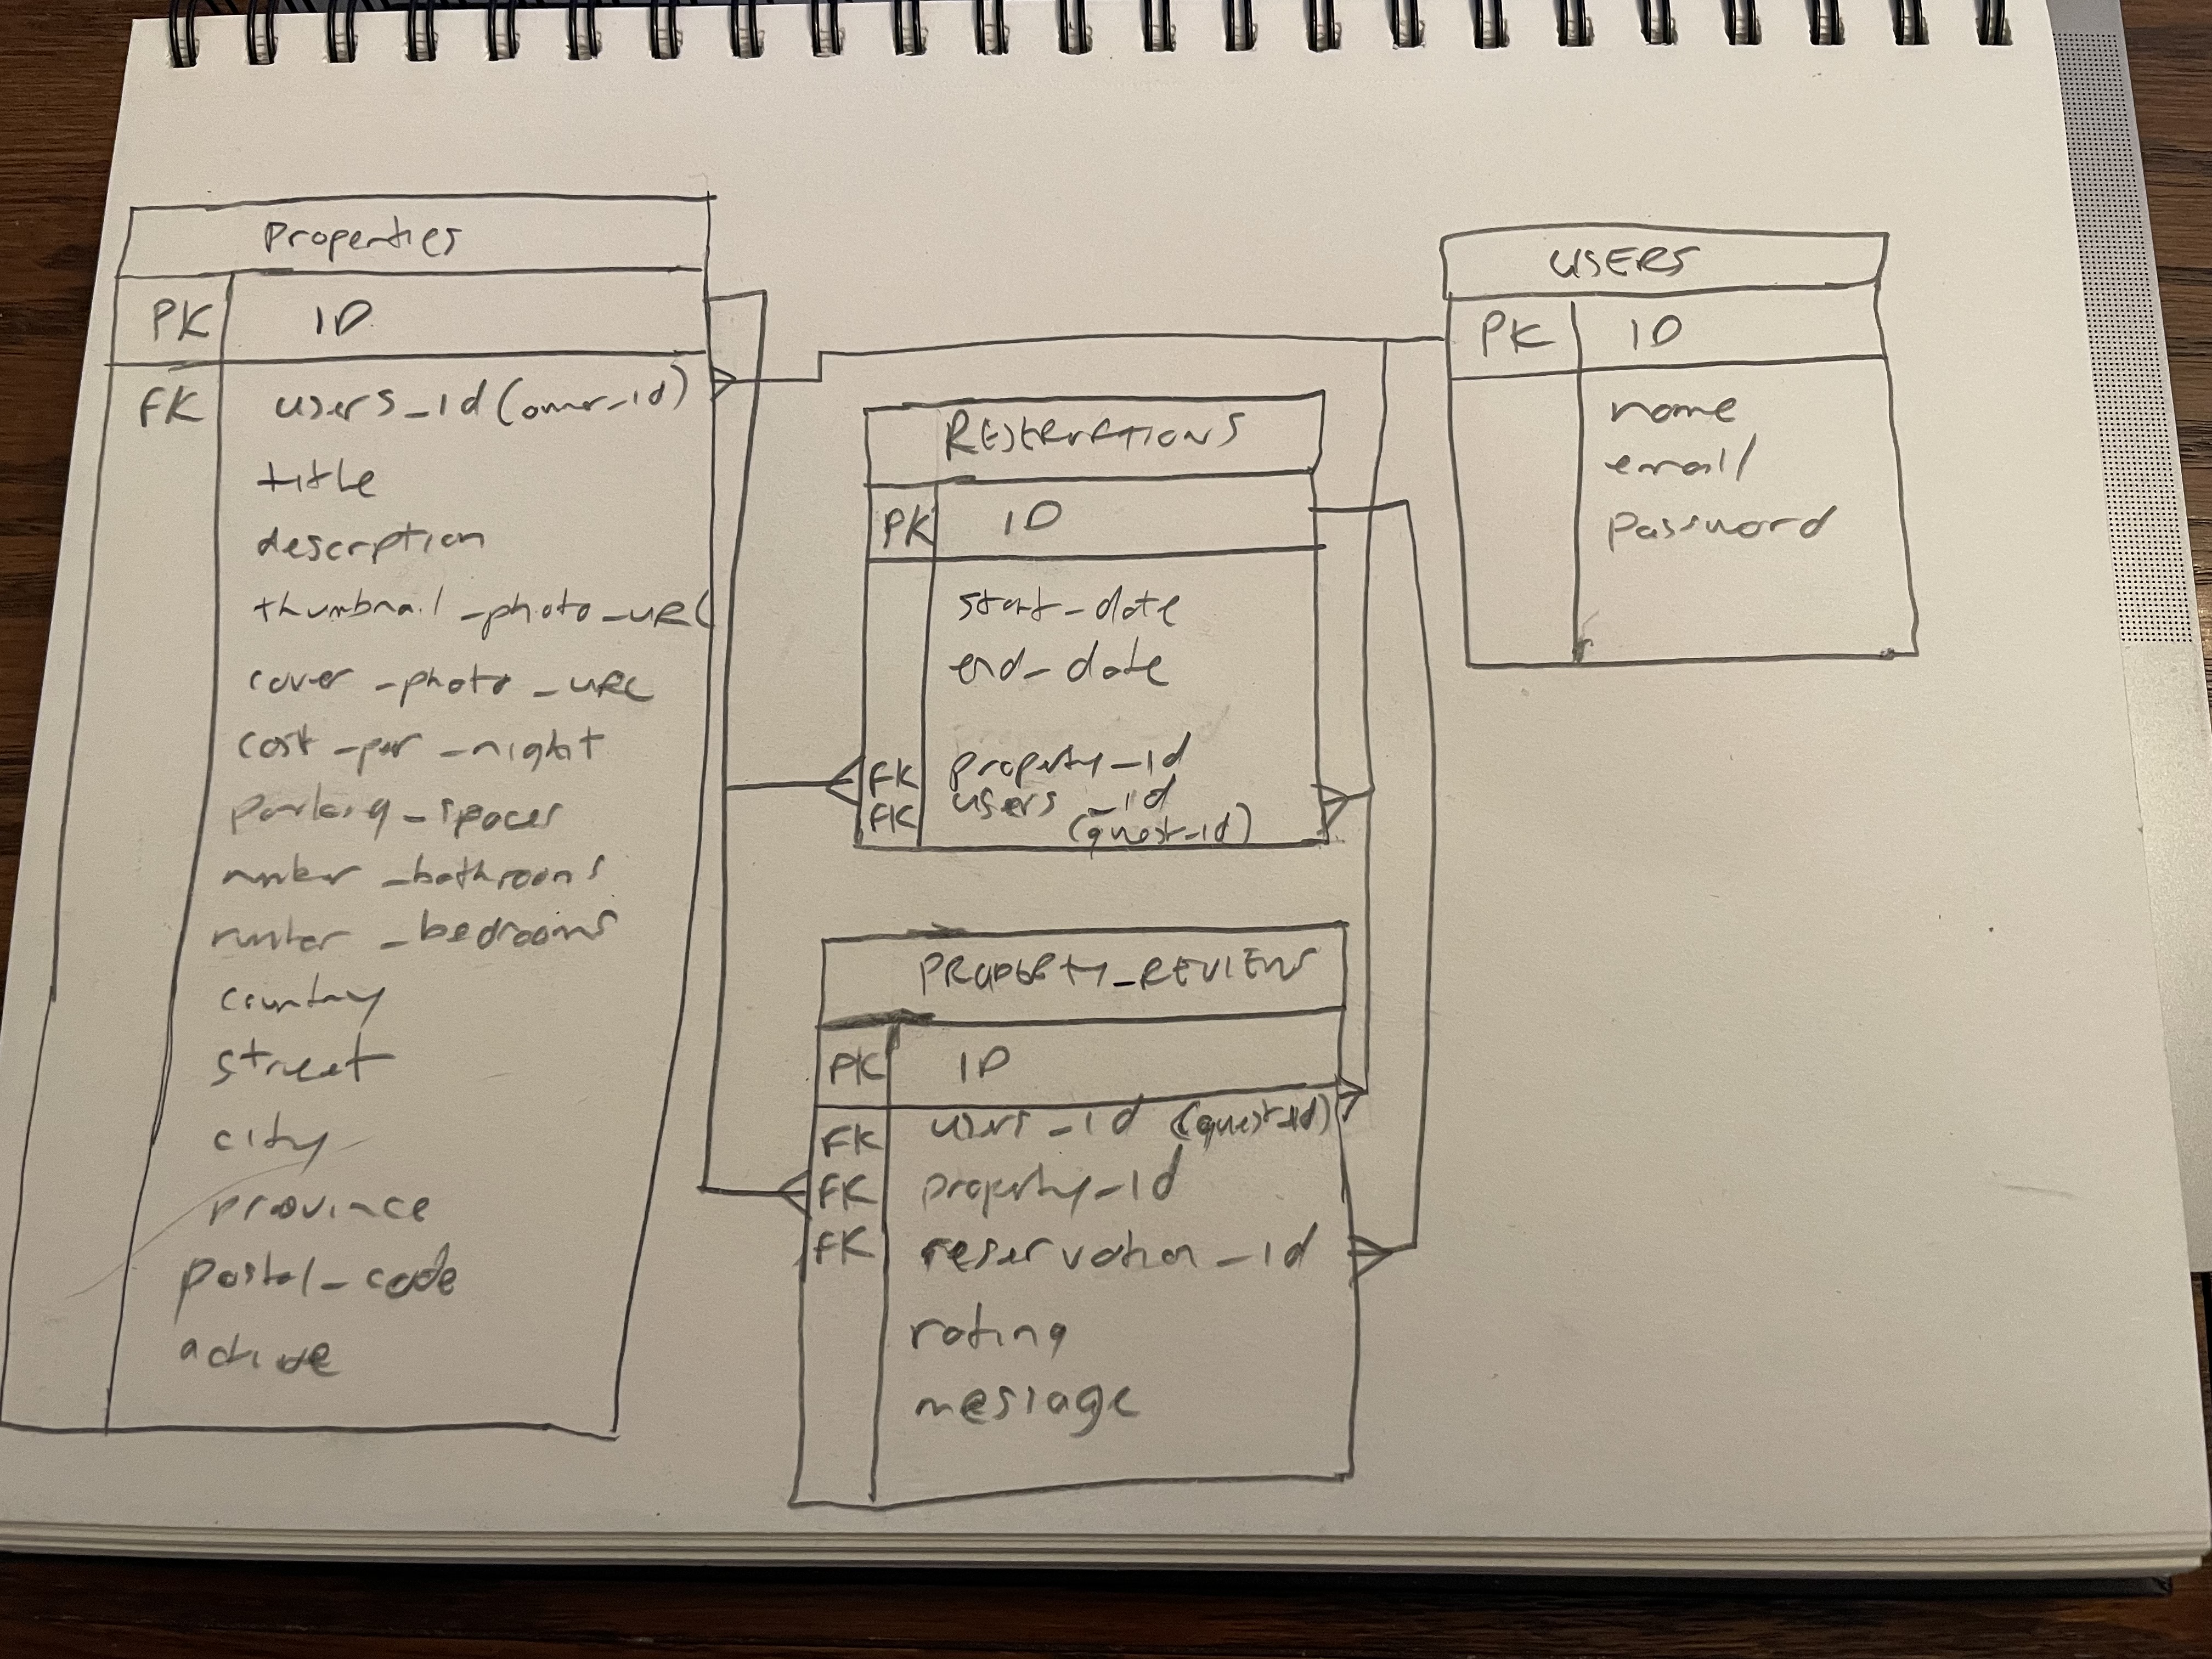 Properties
PK ID
FK users_id (owner_id)
title
description
thumbnail_photo_URL
cover_photo_URL
cost_per_night
Parking_spaces
number_bathrooms
number_bedrooms
country
street
city
province
postal_code
active
RESERVATIONS
PK ID
start_date
end_date
FK property_id
FK users_id
(guest_id)
PROPERTY_REVIEWS
PK ID
FK users_id (guest_id)
FK property_id
FK reservation_id
rating
message
USERS
PK ID
name
email
Password